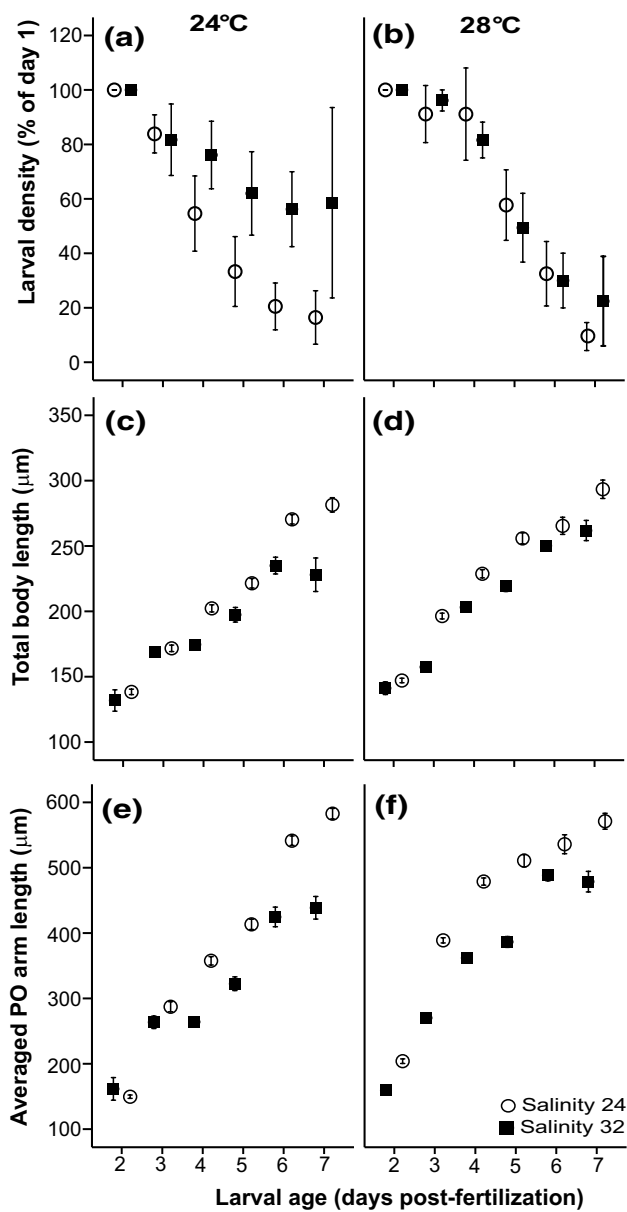 24°C 28°C
(a) (b)
Larval density (% of day 1)
120
100
80
60
40
20
0
(c) (d)
Total body length (μm)
350
300
250
200
150
100
(e) (f)
Averaged PO arm length (μm)
600
500
400
300
200
100
Salinity 24
Salinity 32
2 3 4 5 6 7 2 3 4 5 6 7
Larval age (days post-fertilization)